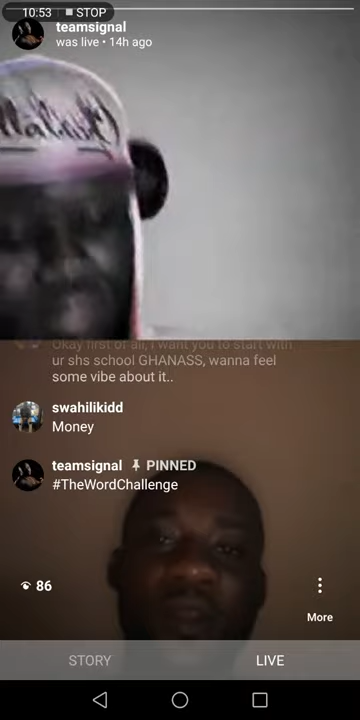 10:53 STOP
teamsignal
was live • 14h ago
Okay first of all, I want you to start with
ur shs school GHANASS, wanna feel
some vibe about it..
swahilikidd
Money
teamsignal PINNED
#TheWordChallenge
86
More
STORY LIVE